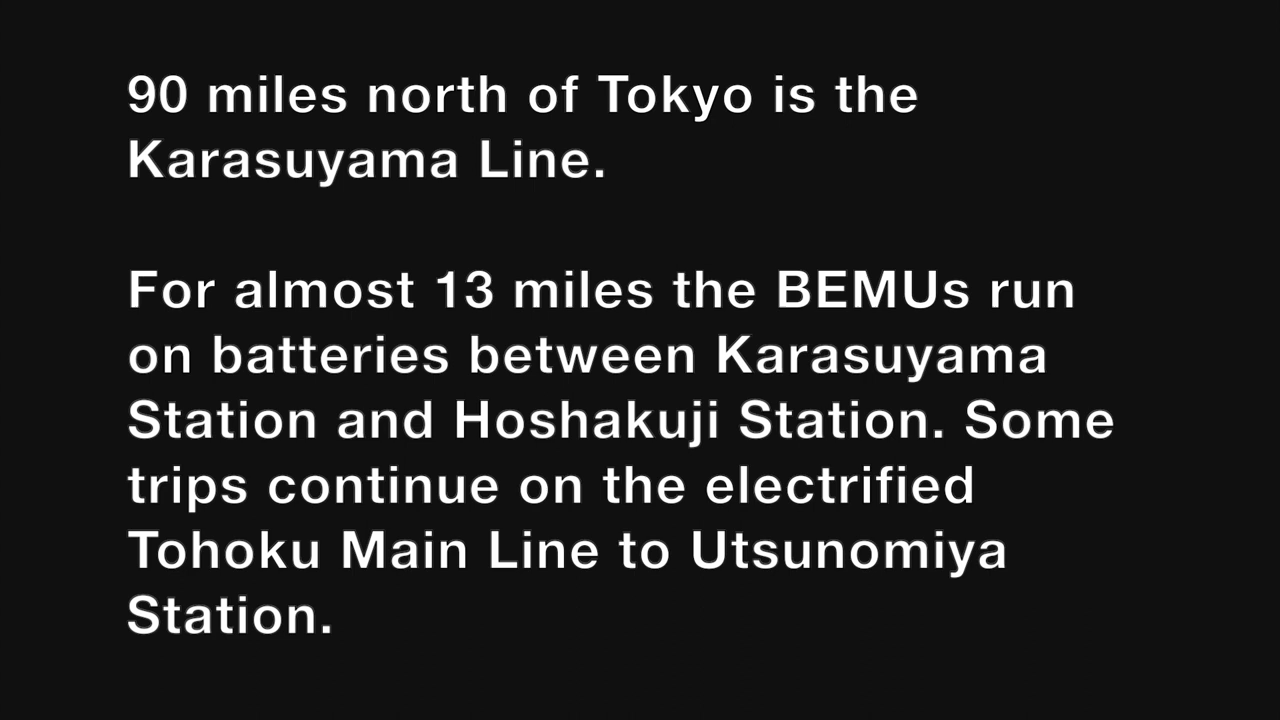 90 miles north of Tokyo is the
Karasuyama Line.
For almost 13 miles the BEMUs run
on batteries between Karasuyama
Station and Hoshakuji Station. Some
trips continue on the electrified
Tohoku Main Line to Utsunomiya
Station.